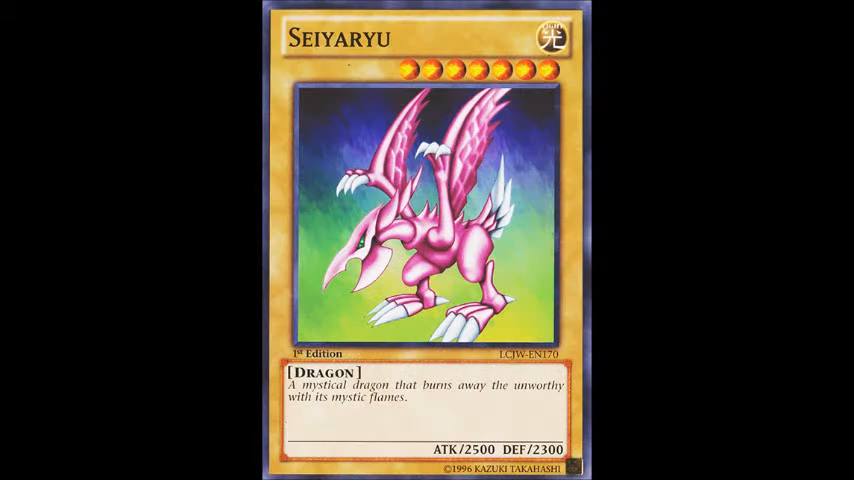 SEIYARYU
LIGHT
光
1st Edition
LCJW-EN170
[DRAGON]
A mystical dragon that burns away the unworthy
with its mystic flames.
ATK/2500 DEF/2300
©1996 KAZUKI TAKAHASHI